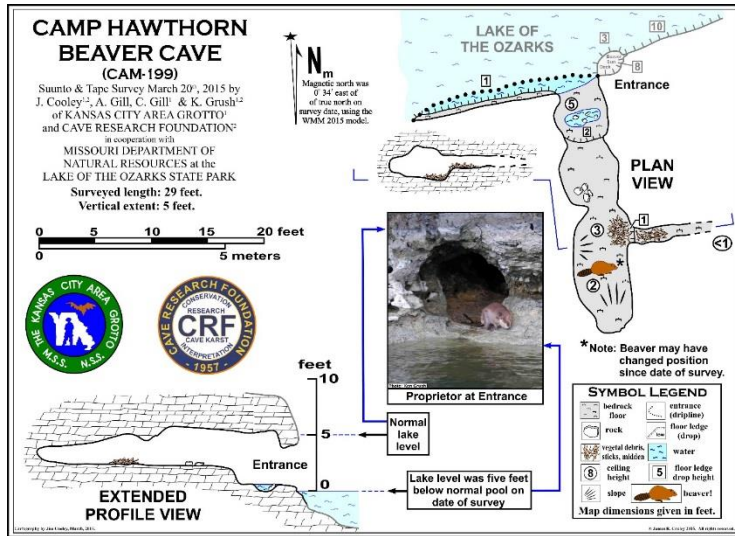 CAMP HAWTHORN
BEAVER CAVE
(CAM-199)
Suunto & Tape Survey March 20th, 2015 by
J. Cooley1,2, A. Gill, C. Gill1 & K. Grush1,2
of KANSAS CITY AREA GROTTO1
and CAVE RESEARCH FOUNDATION2
in cooperation with
MISSOURI DEPARTMENT OF
NATURAL RESOURCES at the
LAKE OF THE OZARKS STATE PARK
Surveyed length: 29 feet.
Vertical extent: 5 feet.
0 5 10 15 20 feet
0 5 meters
Nm
Magnetic north was
0° 34' east of
of true north on
survey date, using the
WMM 2015 model.
LAKE OF
THE OZARKS
3
10
8
Entrance
1
5
2
PLAN
VIEW
3
1
<1
*
2
*Note: Beaver may have
changed position
since date of survey.
THE KANSAS CITY AREA GROTTO
M.S.S. N.S.S.
CAVE RESEARCH FOUNDATION
CONSERVATION
RESEARCH
CRF
CAVE KARST
INTERPRETATION
- 1957 -
Proprietor at Entrance
feet
10
5
0
Normal
lake
level
Entrance
Lake level was five feet
below normal pool on
date of survey
EXTENDED
PROFILE VIEW
SYMBOL LEGEND
bedrock floor
entrance (dripline)
rock
floor ledge (drop)
vegetal debris, sticks, midden
water
8 ceiling height
5 floor ledge drop height
slope
beaver!
Map dimensions given in feet.